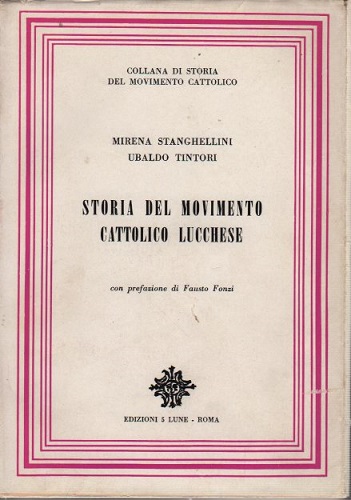 COLLANA DI STORIA
DEL MOVIMENTO CATTOLICO
MIRENA STANGHELLINI
UBALDO TINTORI
STORIA DEL MOVIMENTO
CATTOLICO LUCCHESE
con prefazione di Fausto Fonzi
EDIZIONI 5 LUNE - ROMA